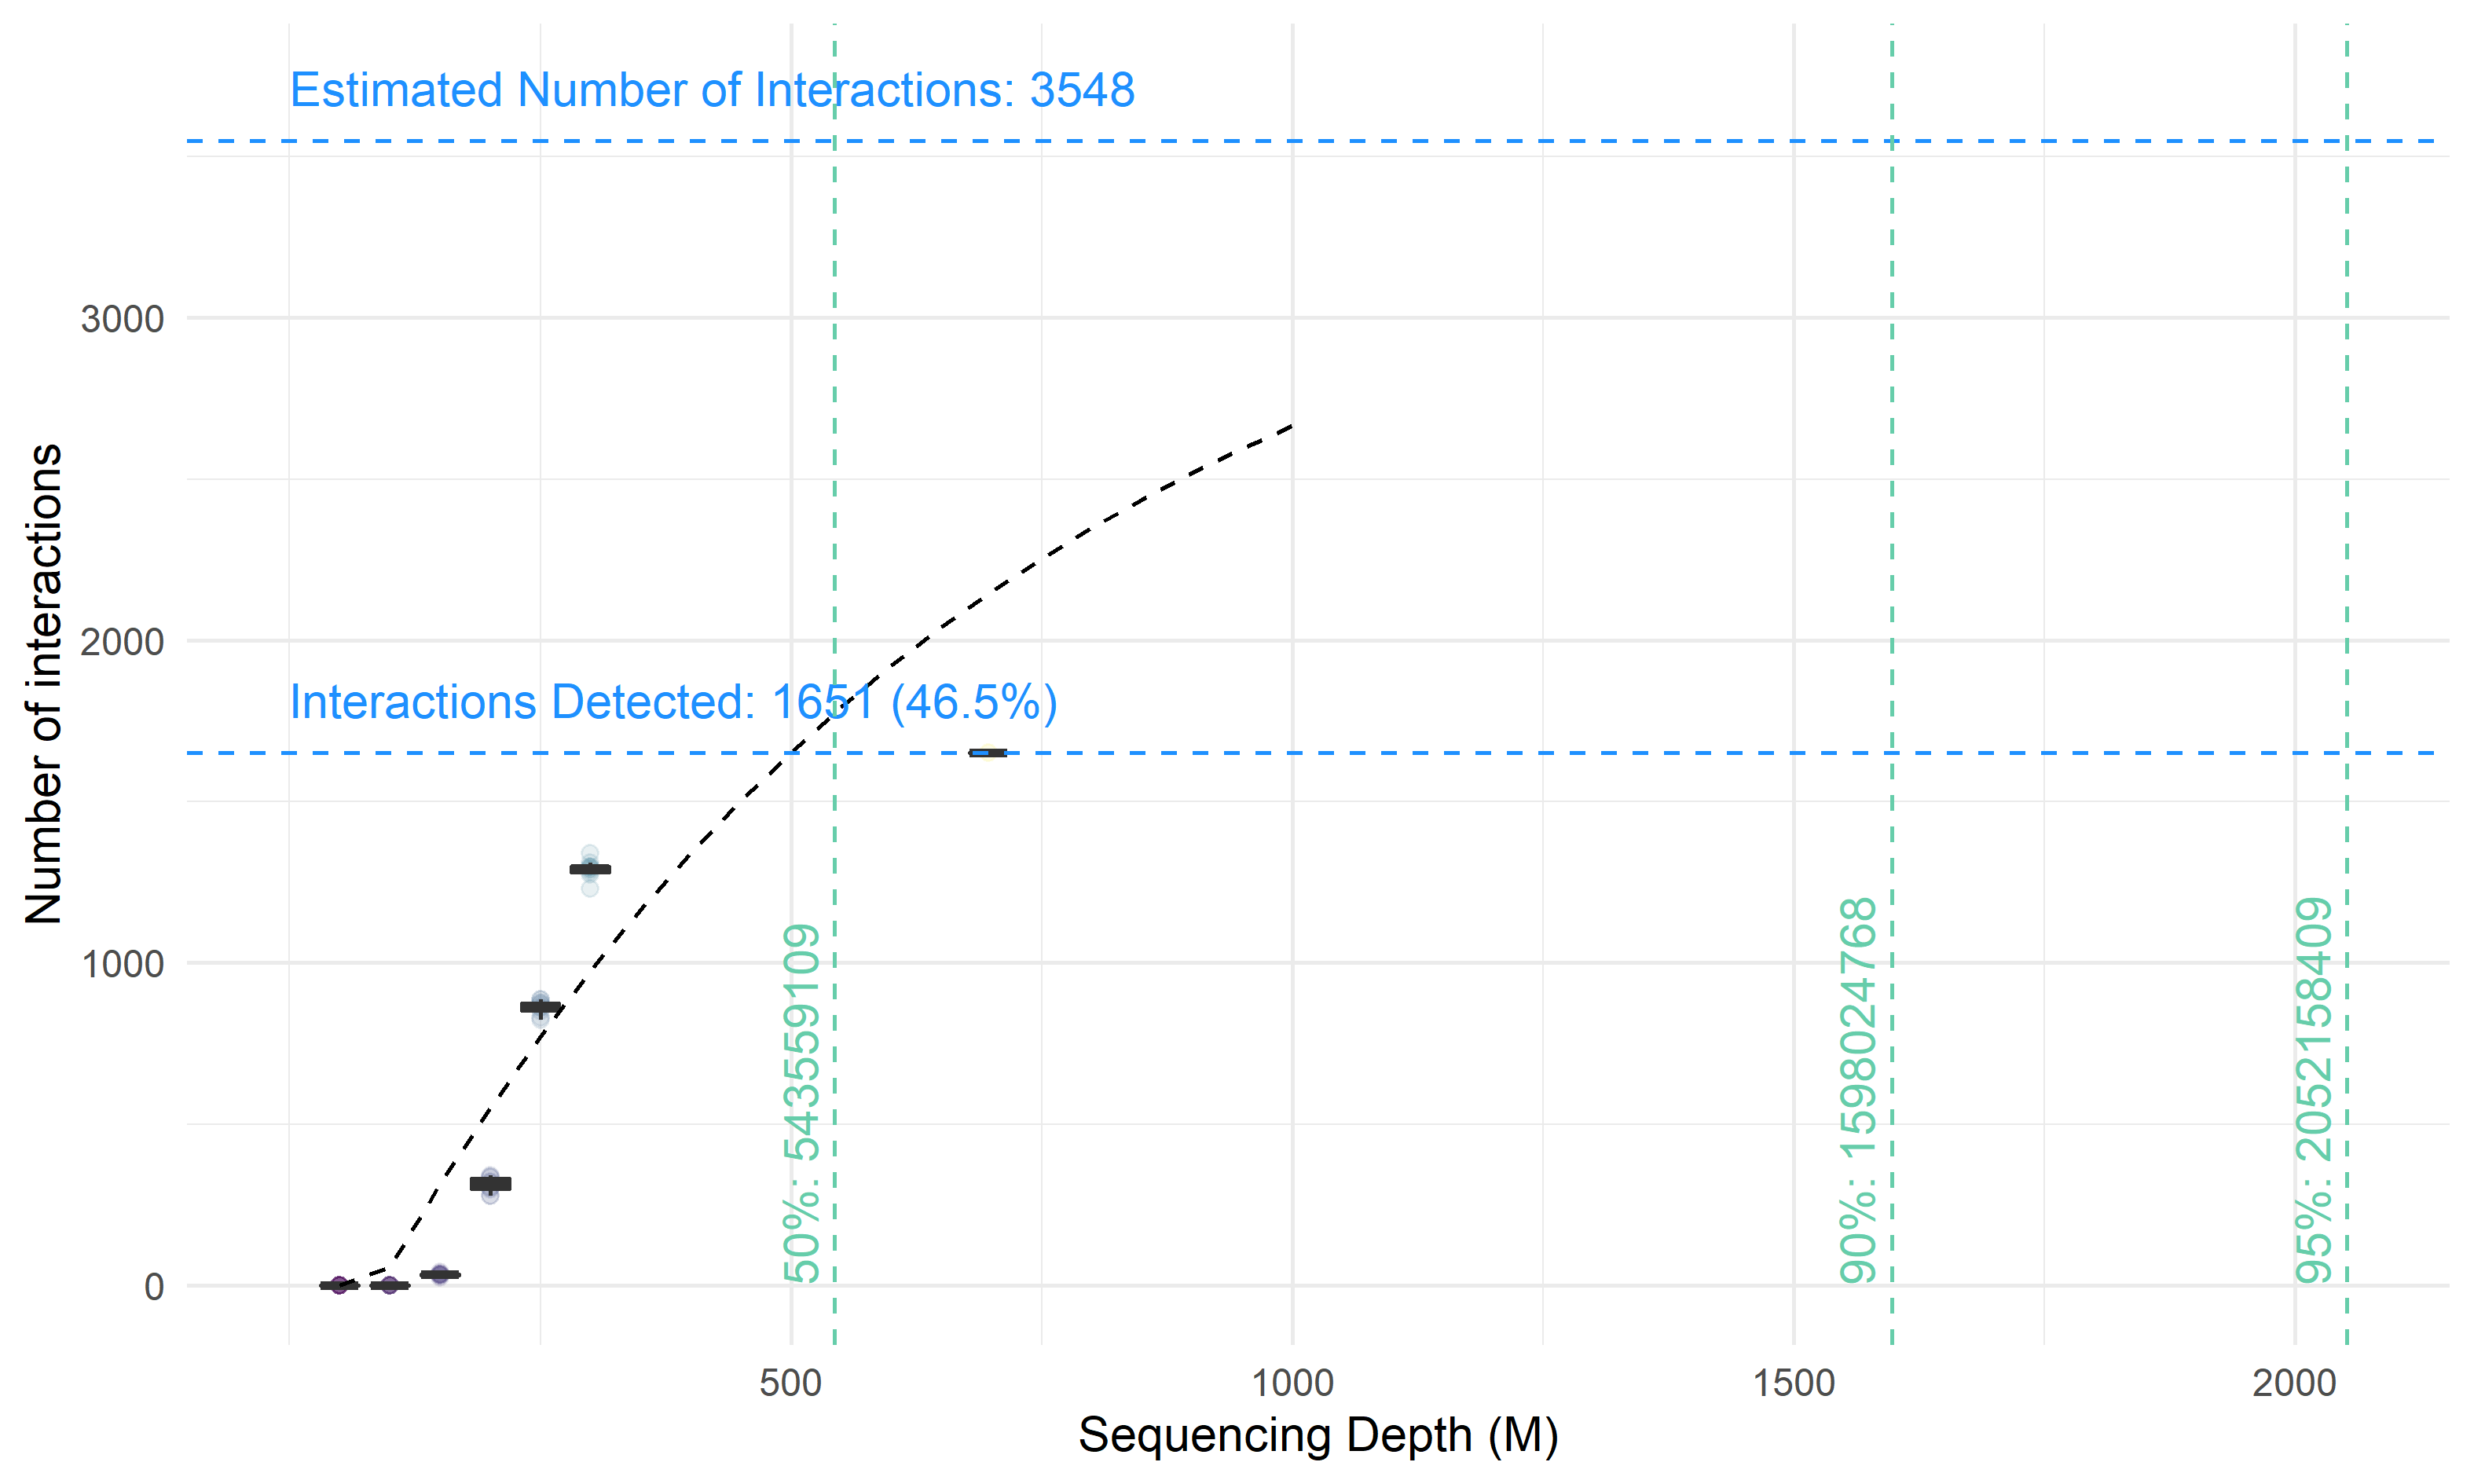 Estimated Number of Interactions: 3548
Interactions Detected: 1651 (46.5%)
50%: 543559109
90%: 1598024768
95%: 2052158409
Number of interactions
3000
2000
1000
0
500
1000
1500
2000
Sequencing Depth (M)